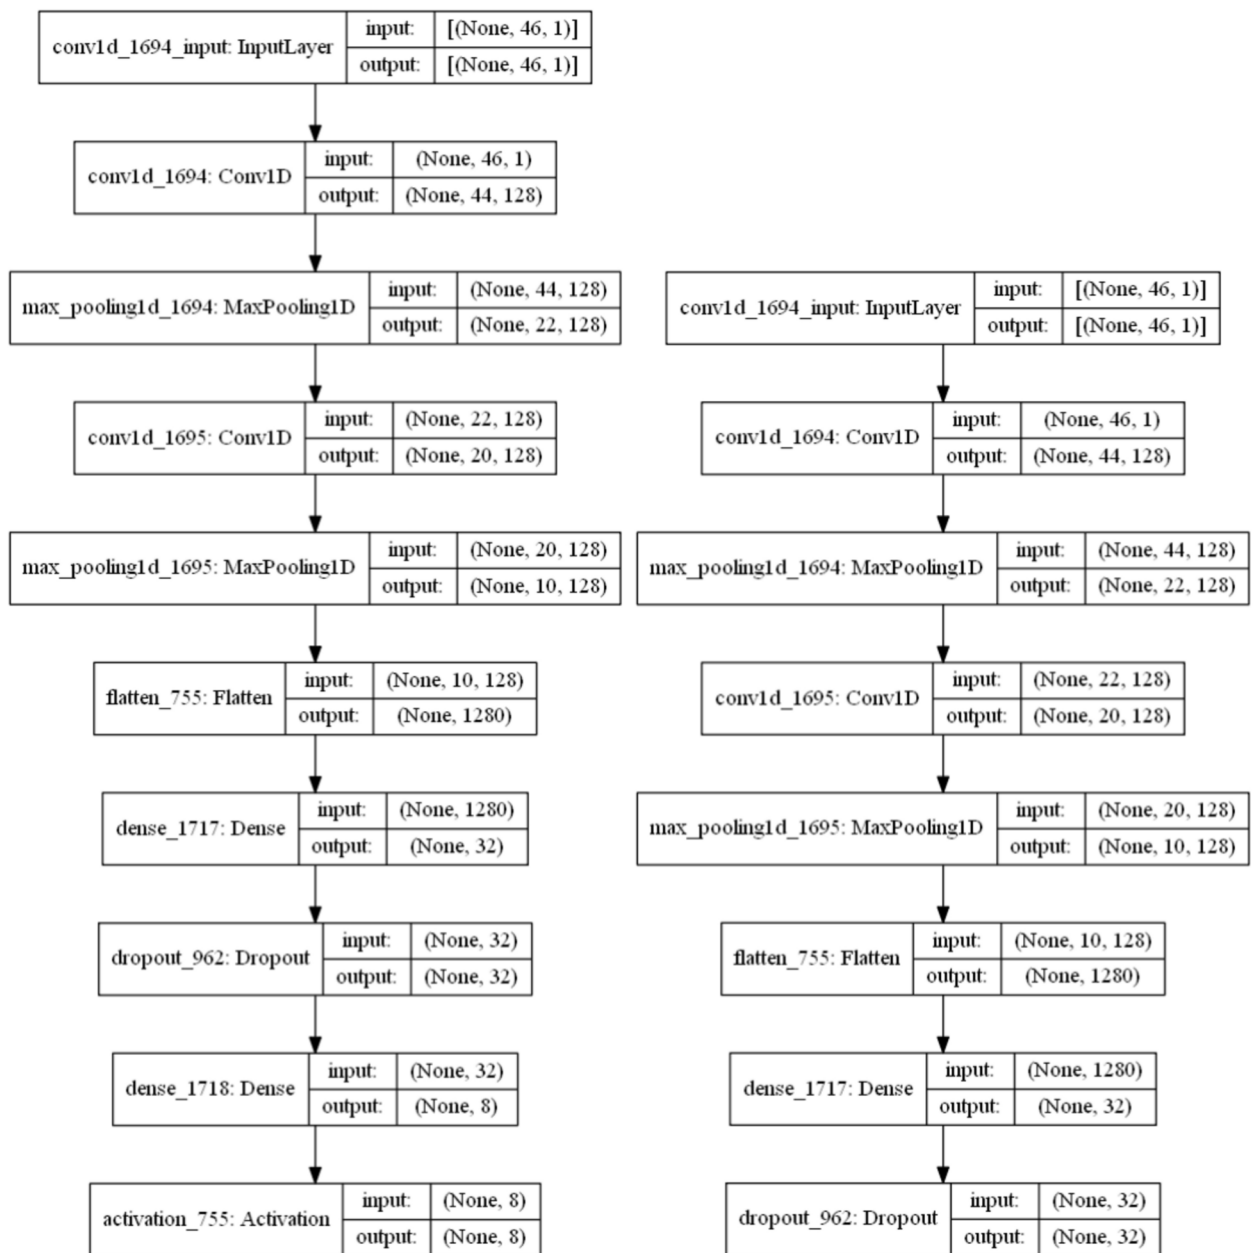 conv1d_1694_input: InputLayer
input: [(None, 46, 1)]
output: [(None, 46, 1)]
conv1d_1694: Conv1D
input: (None, 46, 1)
output: (None, 44, 128)
max_pooling1d_1694: MaxPooling1D
input: (None, 44, 128)
output: (None, 22, 128)
conv1d_1695: Conv1D
input: (None, 22, 128)
output: (None, 20, 128)
max_pooling1d_1695: MaxPooling1D
input: (None, 20, 128)
output: (None, 10, 128)
flatten_755: Flatten
input: (None, 10, 128)
output: (None, 1280)
dense_1717: Dense
input: (None, 1280)
output: (None, 32)
dropout_962: Dropout
input: (None, 32)
output: (None, 32)
dense_1718: Dense
input: (None, 32)
output: (None, 8)
activation_755: Activation
input: (None, 8)
output: (None, 8)
conv1d_1694_input: InputLayer
input: [(None, 46, 1)]
output: [(None, 46, 1)]
conv1d_1694: Conv1D
input: (None, 46, 1)
output: (None, 44, 128)
max_pooling1d_1694: MaxPooling1D
input: (None, 44, 128)
output: (None, 22, 128)
conv1d_1695: Conv1D
input: (None, 22, 128)
output: (None, 20, 128)
max_pooling1d_1695: MaxPooling1D
input: (None, 20, 128)
output: (None, 10, 128)
flatten_755: Flatten
input: (None, 10, 128)
output: (None, 1280)
dense_1717: Dense
input: (None, 1280)
output: (None, 32)
dropout_962: Dropout
input: (None, 32)
output: (None, 32)